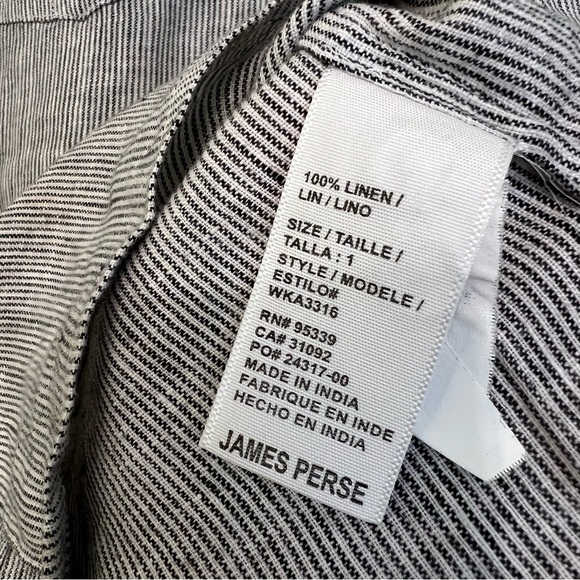 100% LINEN /
LIN / LINO
SIZE / TAILLE /
TALLA : 1
STYLE / MODELE /
ESTILO#
WKA3316
RN# 95339
CA# 31092
PO# 24317-00
MADE IN INDIA
FABRIQUE EN INDE
HECHO EN INDIA
JAMES PERSE